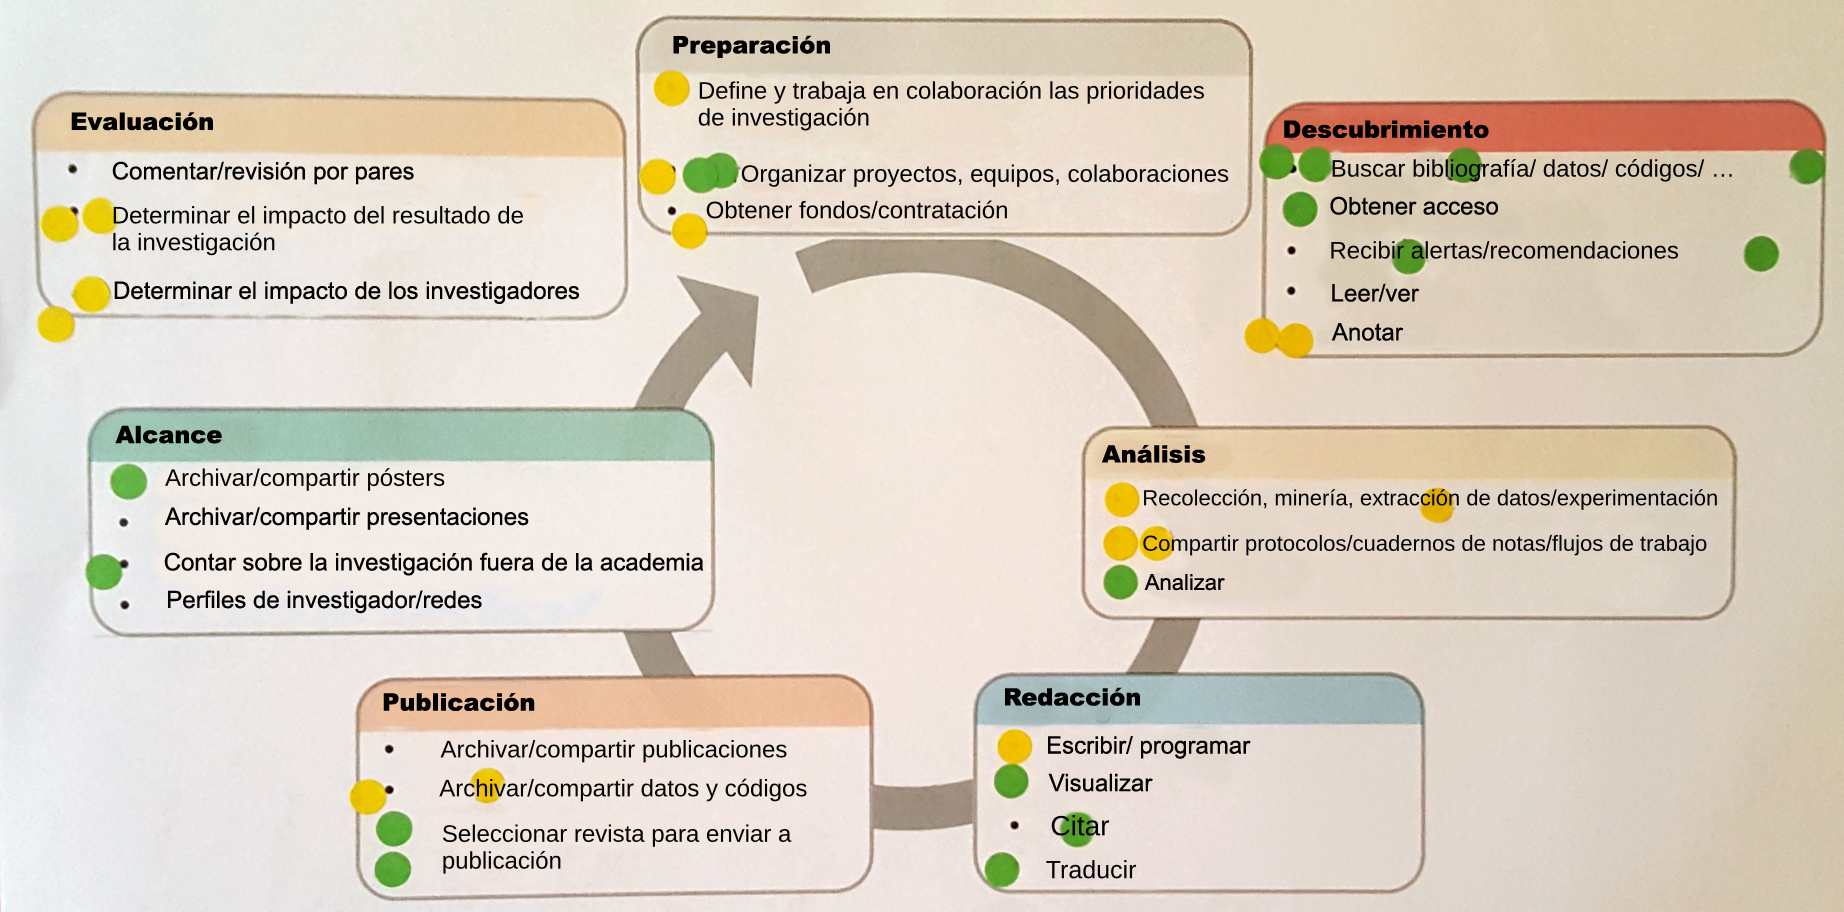 Preparación
Define y trabaja en colaboración las prioridades
de investigación
Organizar proyectos, equipos, colaboraciones
Obtener fondos/contratación
Descubrimiento
Buscar bibliografía/ datos/ códigos/ …
Obtener acceso
Recibir alertas/recomendaciones
Leer/ver
Anotar
Análisis
Recolección, minería, extracción de datos/experimentación
Compartir protocolos/cuadernos de notas/flujos de trabajo
Analizar
Redacción
Escribir/ programar
Visualizar
Citar
Traducir
Publicación
Archivar/compartir publicaciones
Archivar/compartir datos y códigos
Seleccionar revista para enviar a
publicación
Alcance
Archivar/compartir pósters
Archivar/compartir presentaciones
Contar sobre la investigación fuera de la academia
Perfiles de investigador/redes
Evaluación
Comentar/revisión por pares
Determinar el impacto del resultado de
la investigación
Determinar el impacto de los investigadores